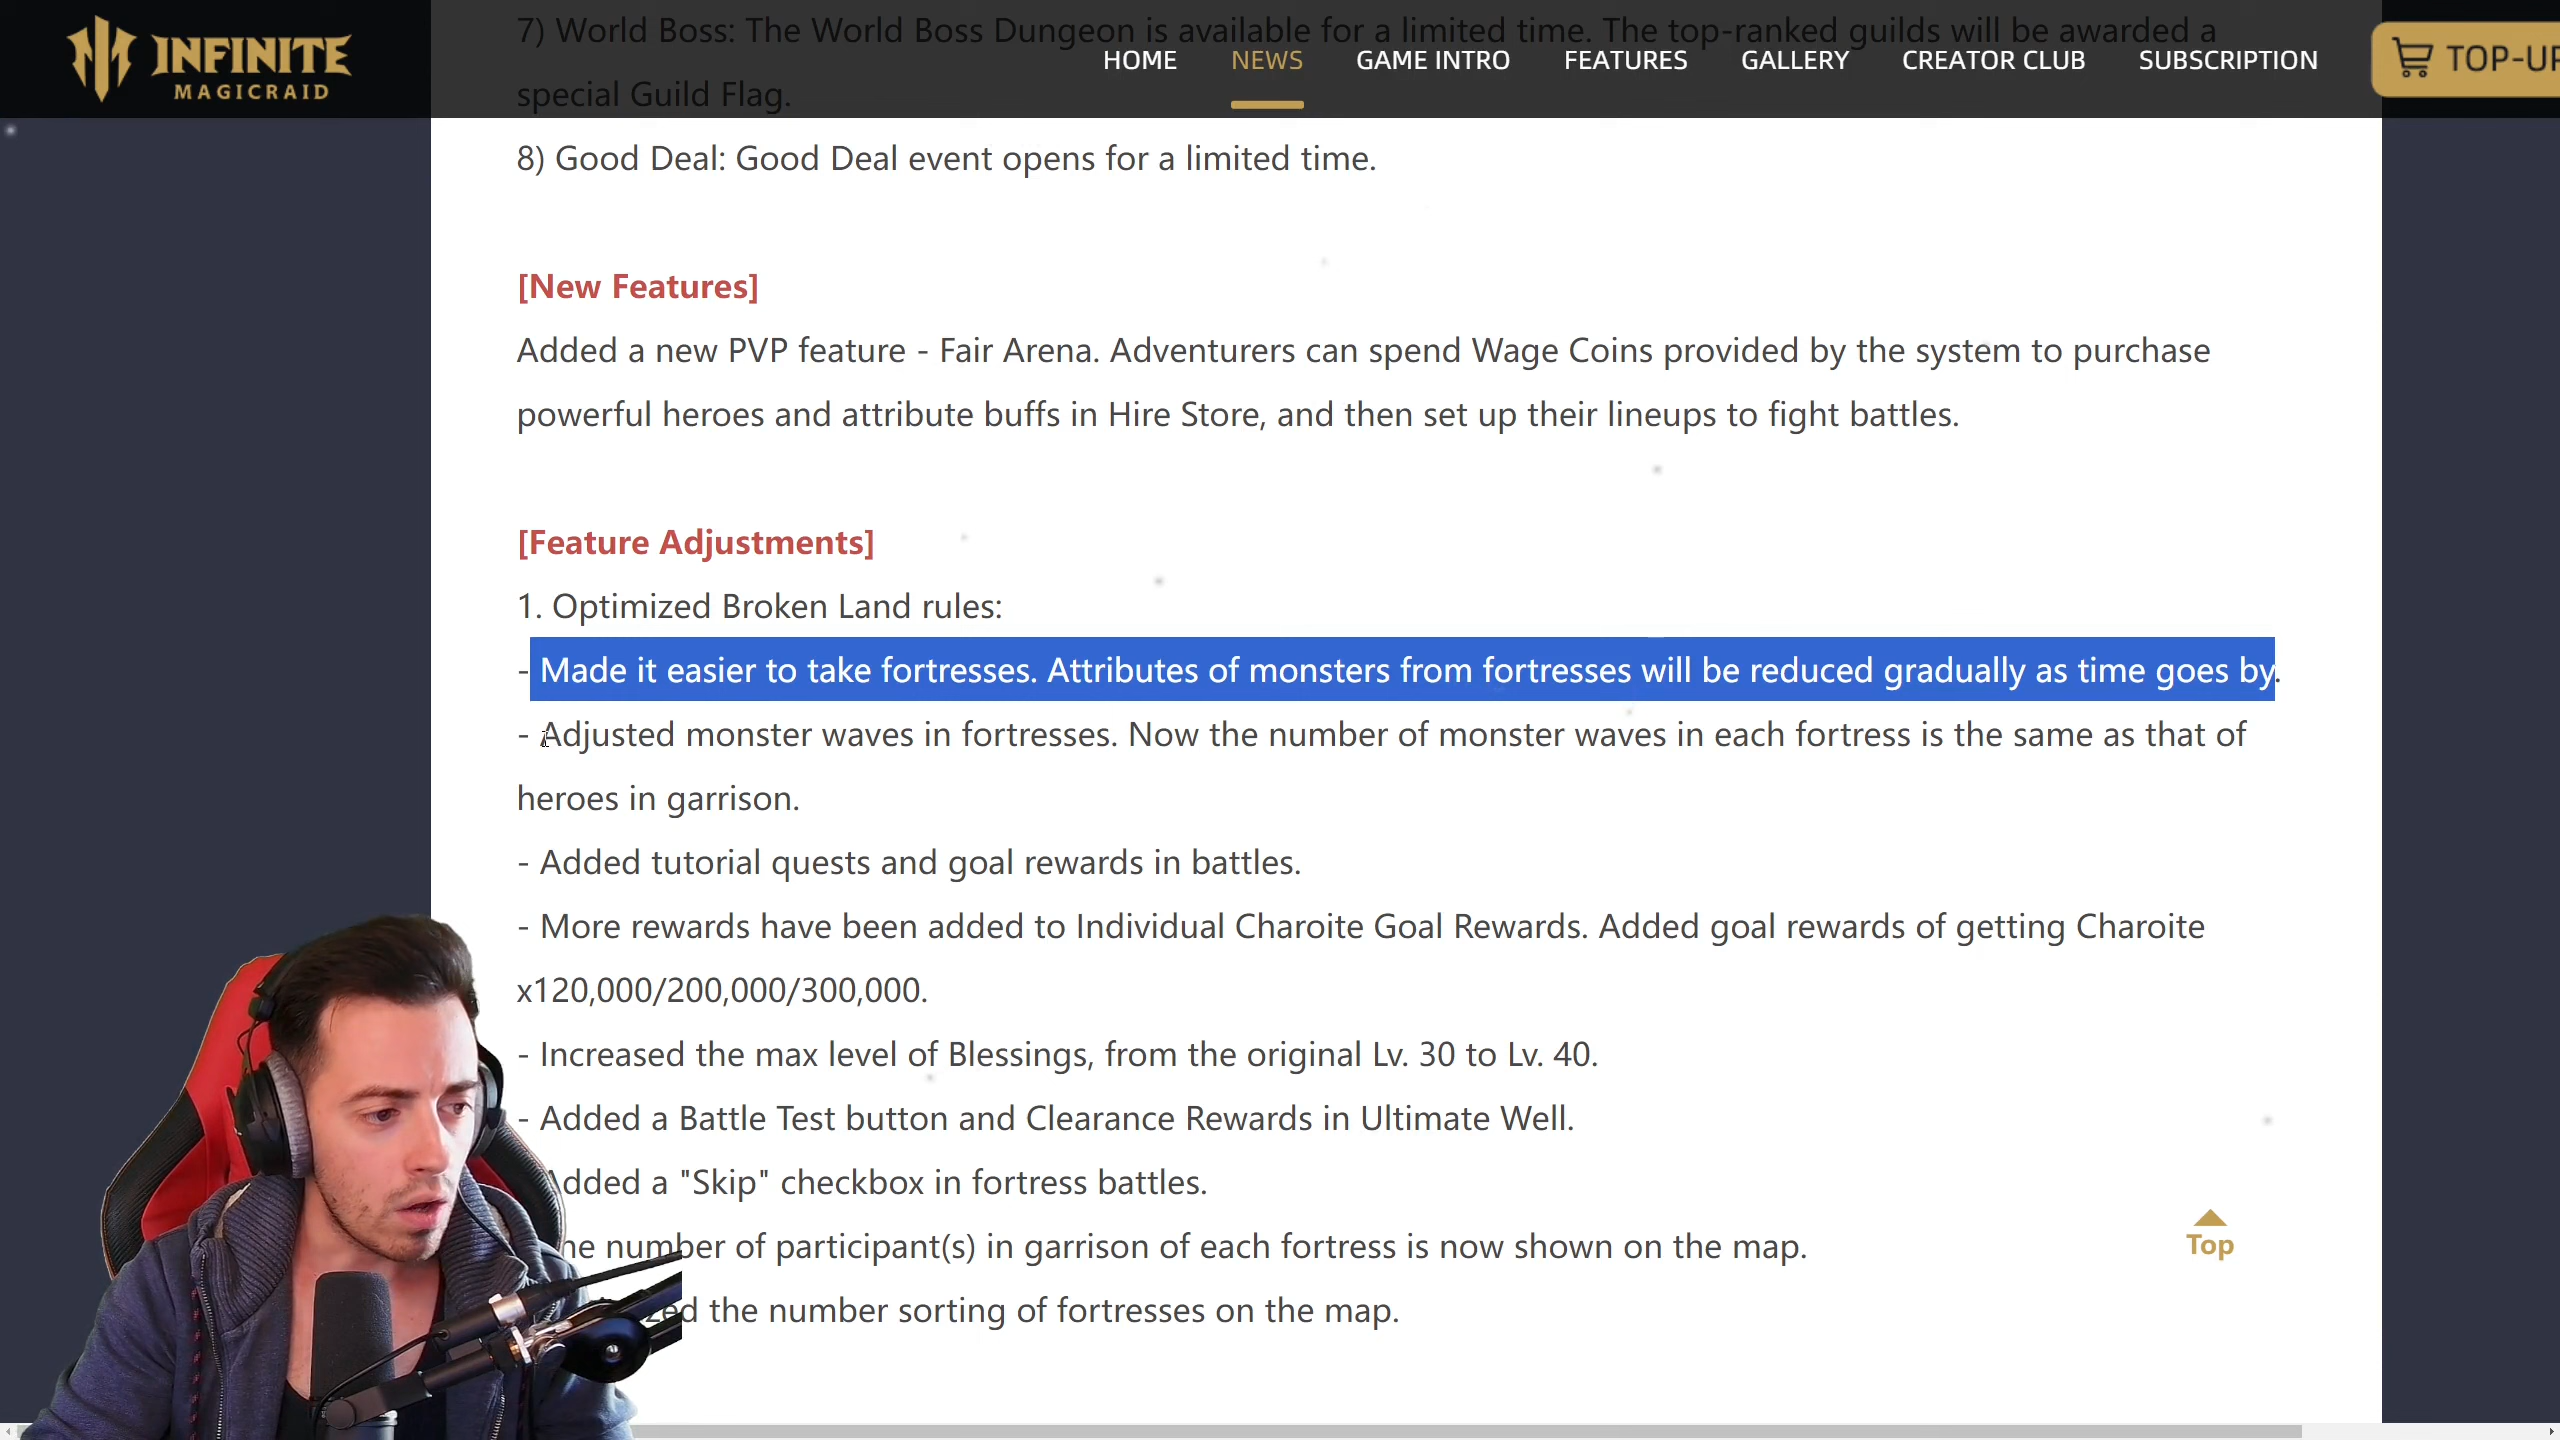 INFINITE
MAGICRAID
HOME NEWS GAME INTRO FEATURES GALLERY CREATOR CLUB SUBSCRIPTION
7) World Boss: The World Boss Dungeon is available for a limited time. The top-ranked guilds will be awarded a
special Guild Flag.
8) Good Deal: Good Deal event opens for a limited time.
[New Features]
Added a new PVP feature - Fair Arena. Adventurers can spend Wage Coins provided by the system to purchase
powerful heroes and attribute buffs in Hire Store, and then set up their lineups to fight battles.
[Feature Adjustments]
1. Optimized Broken Land rules:
- Made it easier to take fortresses. Attributes of monsters from fortresses will be reduced gradually as time goes by.
- Adjusted monster waves in fortresses. Now the number of monster waves in each fortress is the same as that of
heroes in garrison.
- Added tutorial quests and goal rewards in battles.
- More rewards have been added to Individual Charoite Goal Rewards. Added goal rewards of getting Charoite
x120,000/200,000/300,000.
- Increased the max level of Blessings, from the original Lv. 30 to Lv. 40.
- Added a Battle Test button and Clearance Rewards in Ultimate Well.
Added a "Skip" checkbox in fortress battles.
number of participant(s) in garrison of each fortress is now shown on the map.
the number sorting of fortresses on the map.
Top